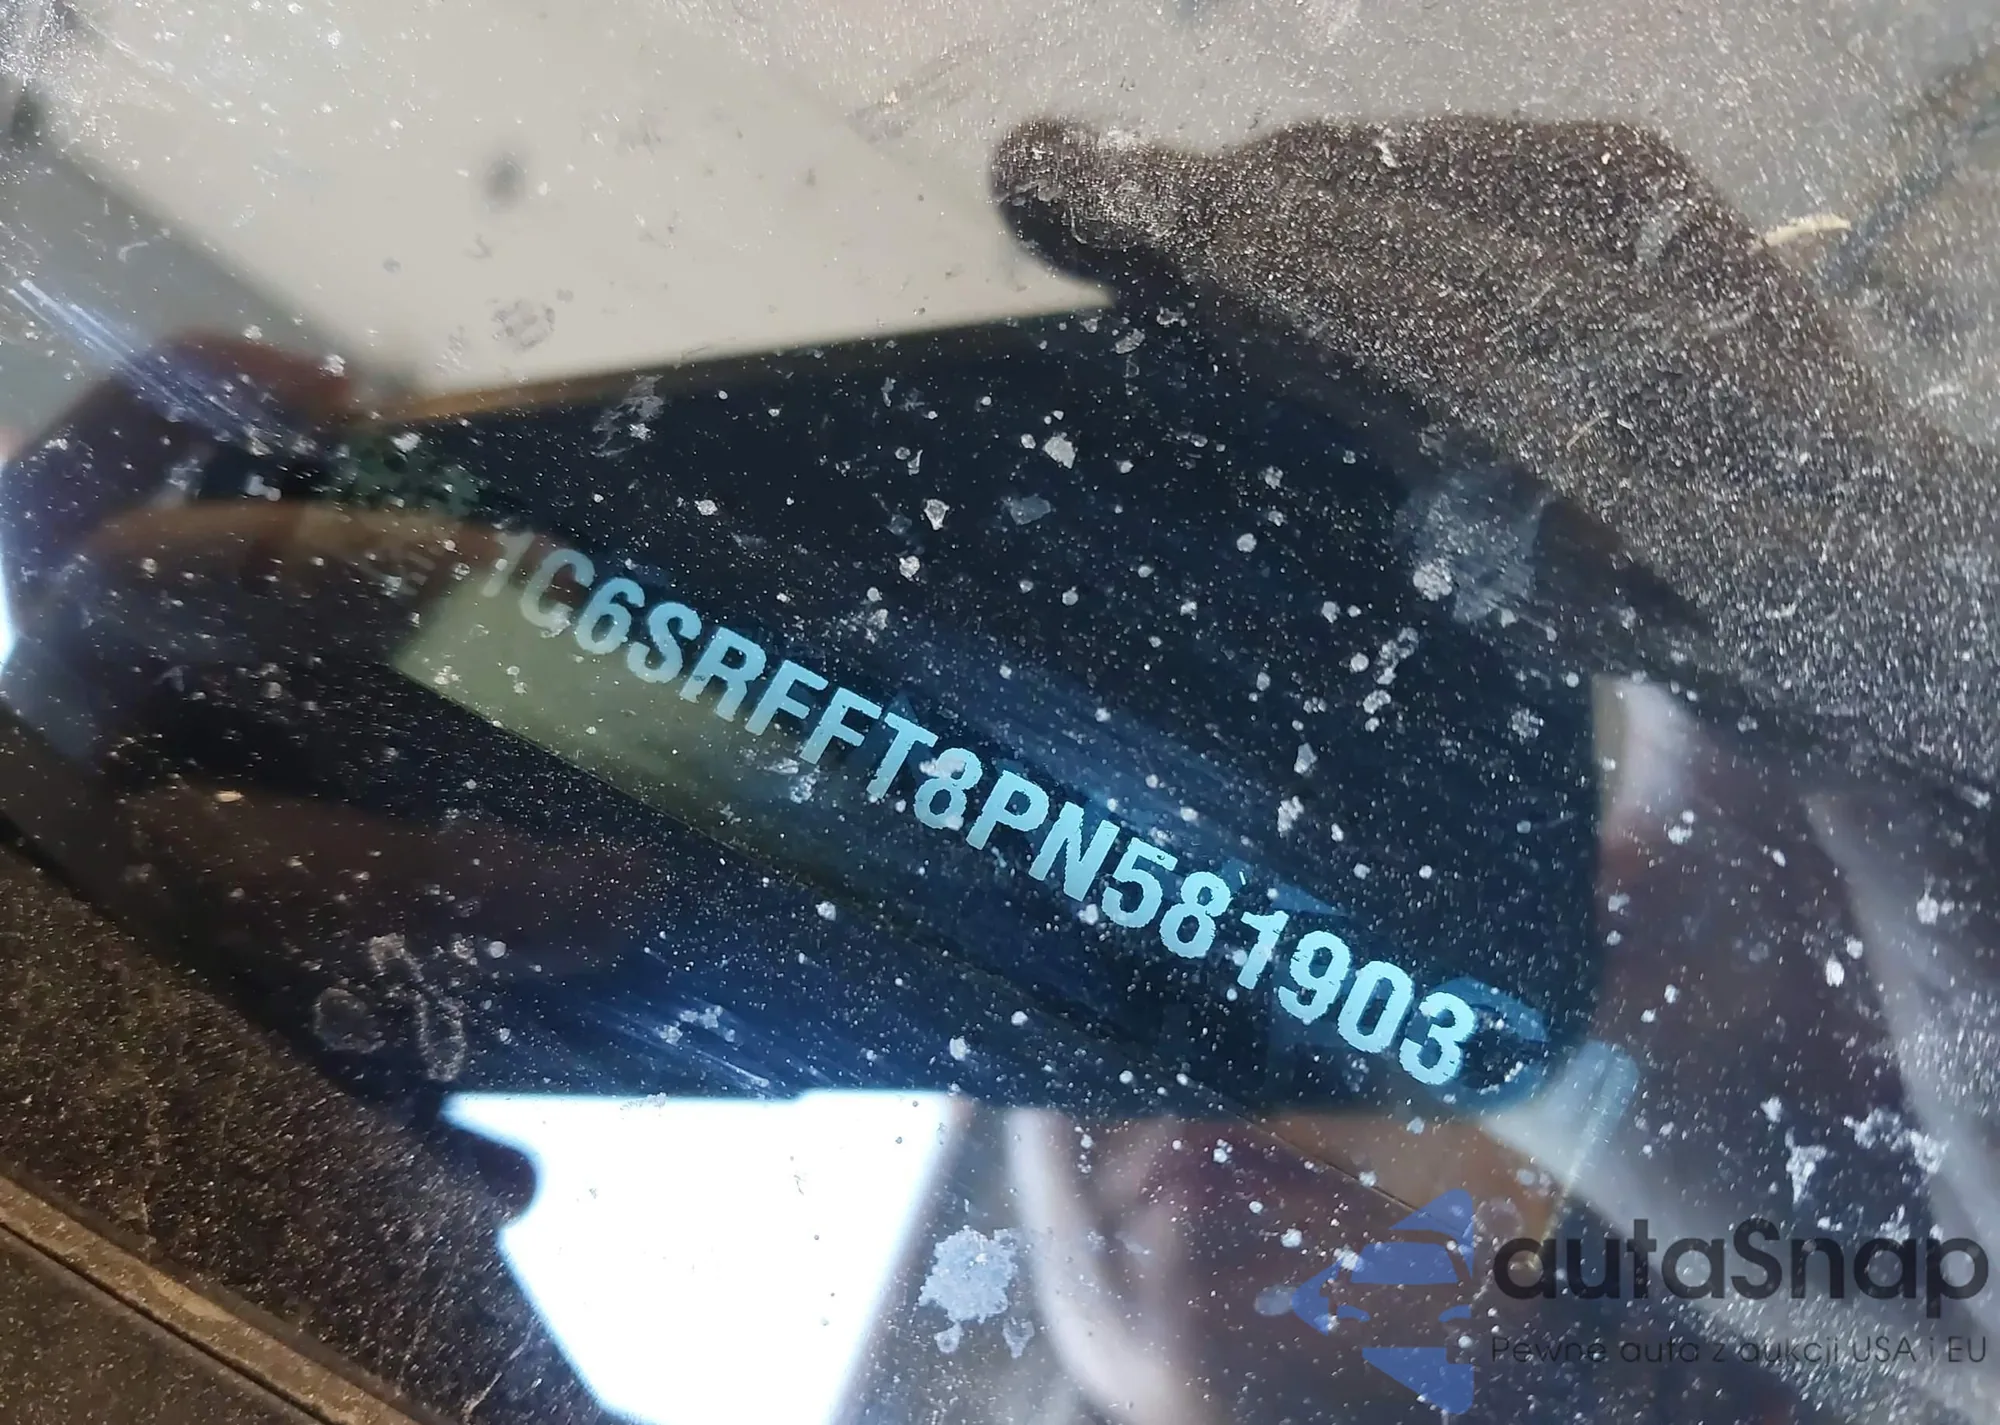 1C6SRFFT8PN581903
autaSnap
Pewne auta z aukcji USA i EU